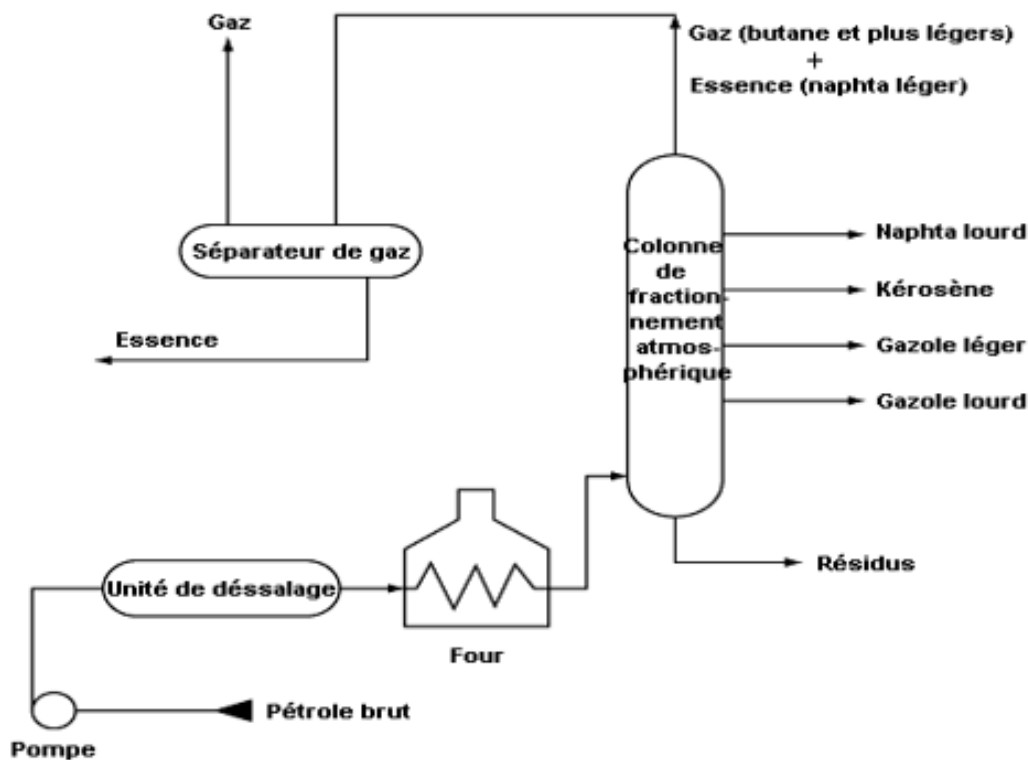 Gaz
Gaz (butane et plus légers)
+
Essence (naphta léger)
Séparateur de gaz
Essence
Colonne
de
fraction-
nement
atmos-
phérique
Naphta lourd
Kérosène
Gazole léger
Gazole lourd
Résidus
Unité de déssalage
Four
Pétrole brut
Pompe